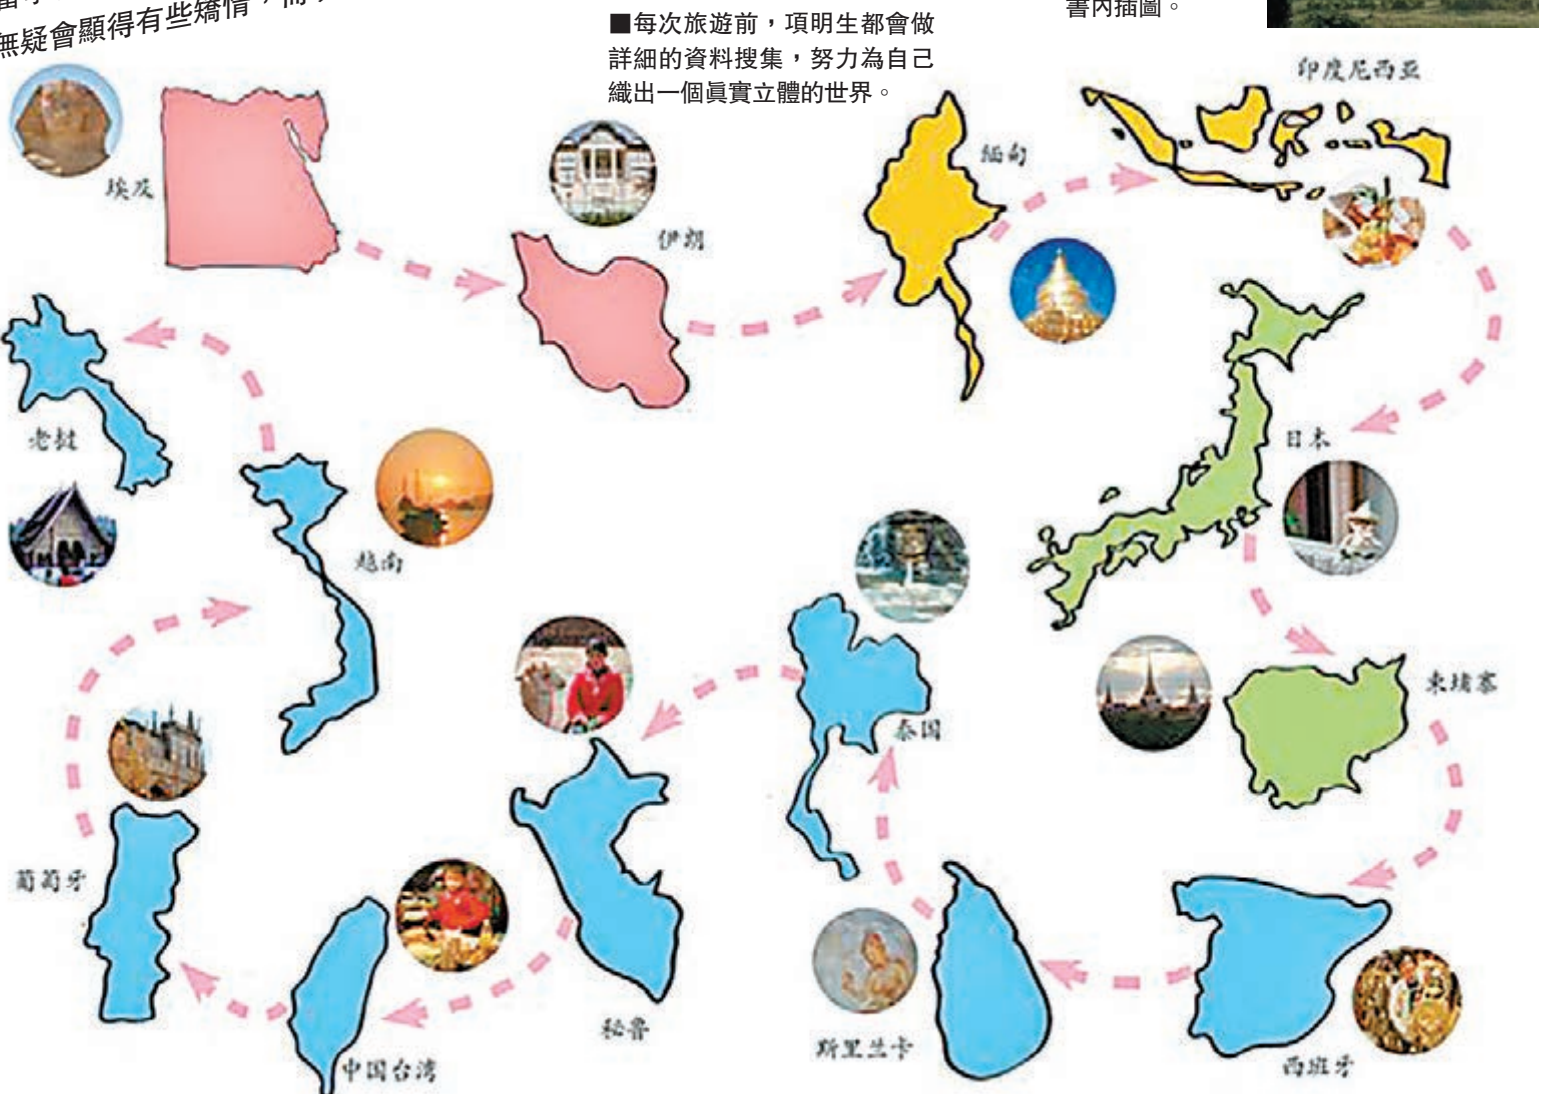 無疑會顯得有些矯情，而
■每次旅遊前，項明生都會做
詳細的資料搜集，努力為自己
織出一個真實立體的世界。
書內插圖。
印度尼西亚
緬甸
埃及
伊朗
老挝
日本
越南
柬埔寨
泰国
葡萄牙
秘鲁
中国台湾
斯里兰卡
西班牙